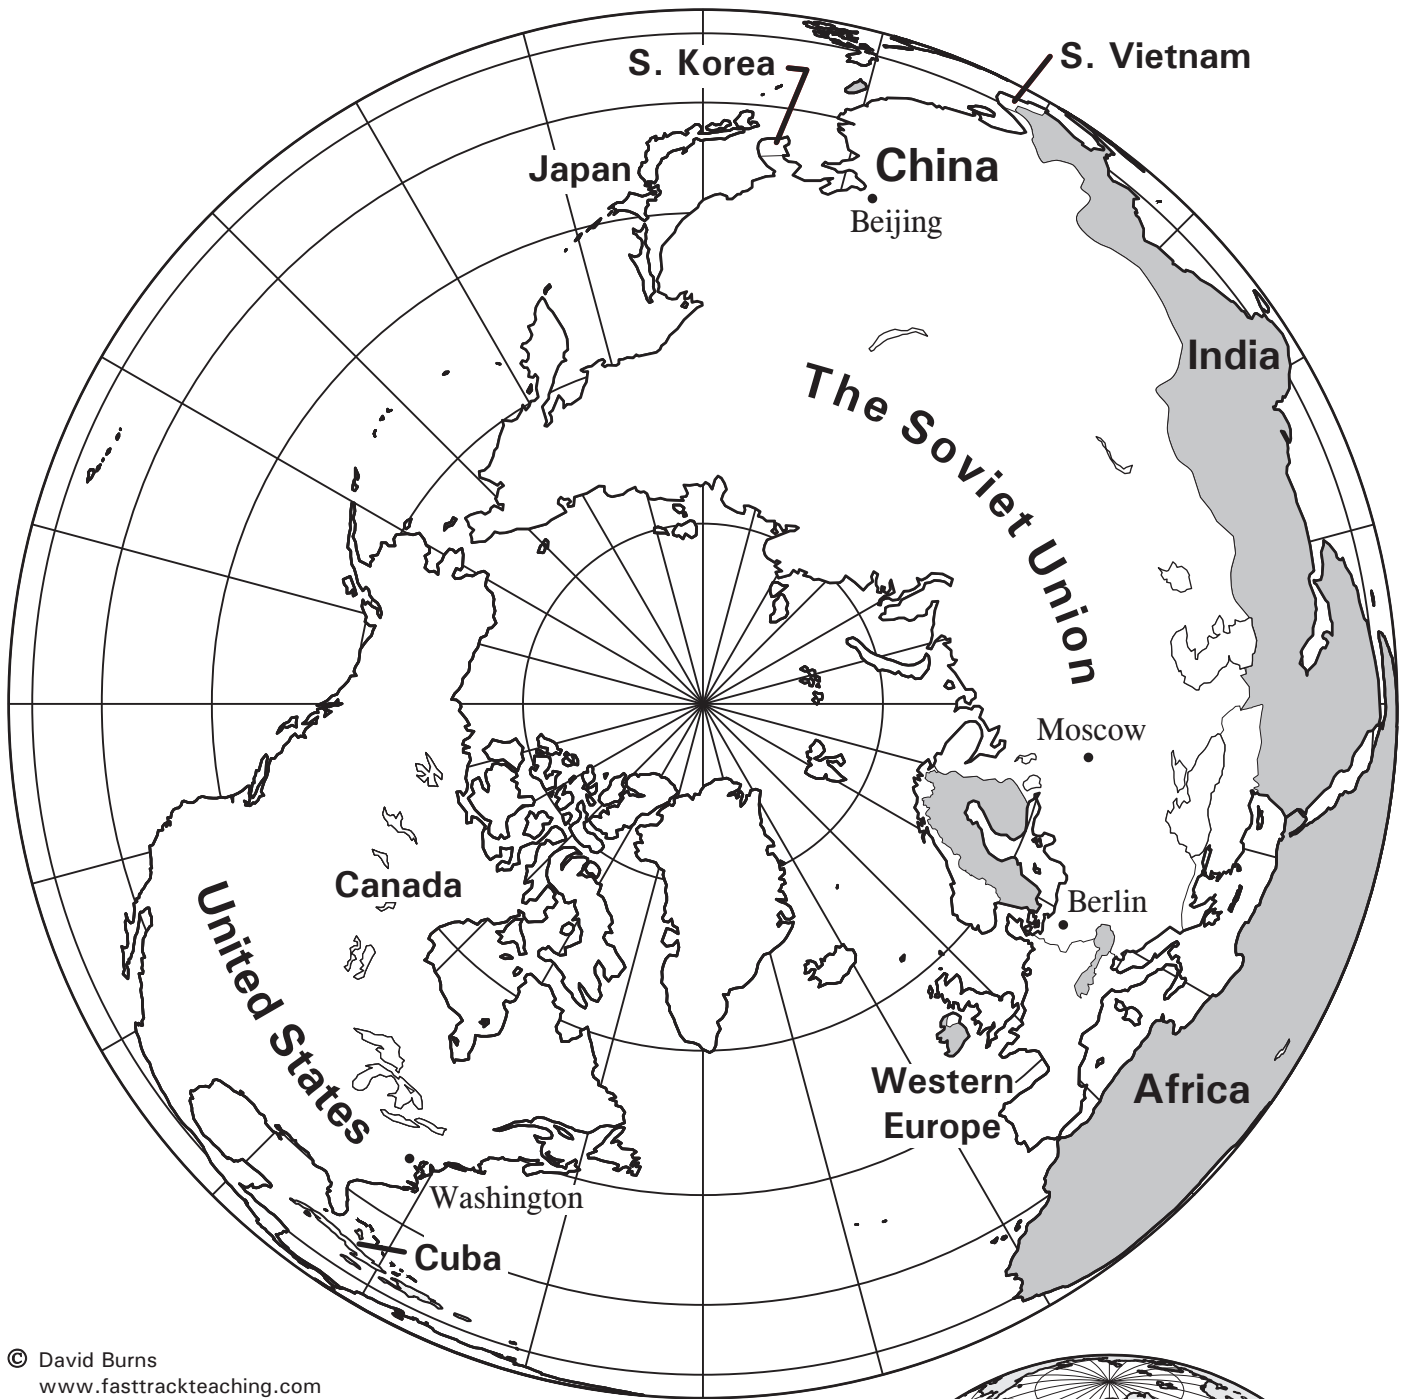 S. Korea
S. Vietnam
Japan
China
Beijing
India
The Soviet Union
Moscow
Canada
Berlin
United States
Western
Europe
Africa
Washington
Cuba
© David Burns
www.fasttrackteaching.com